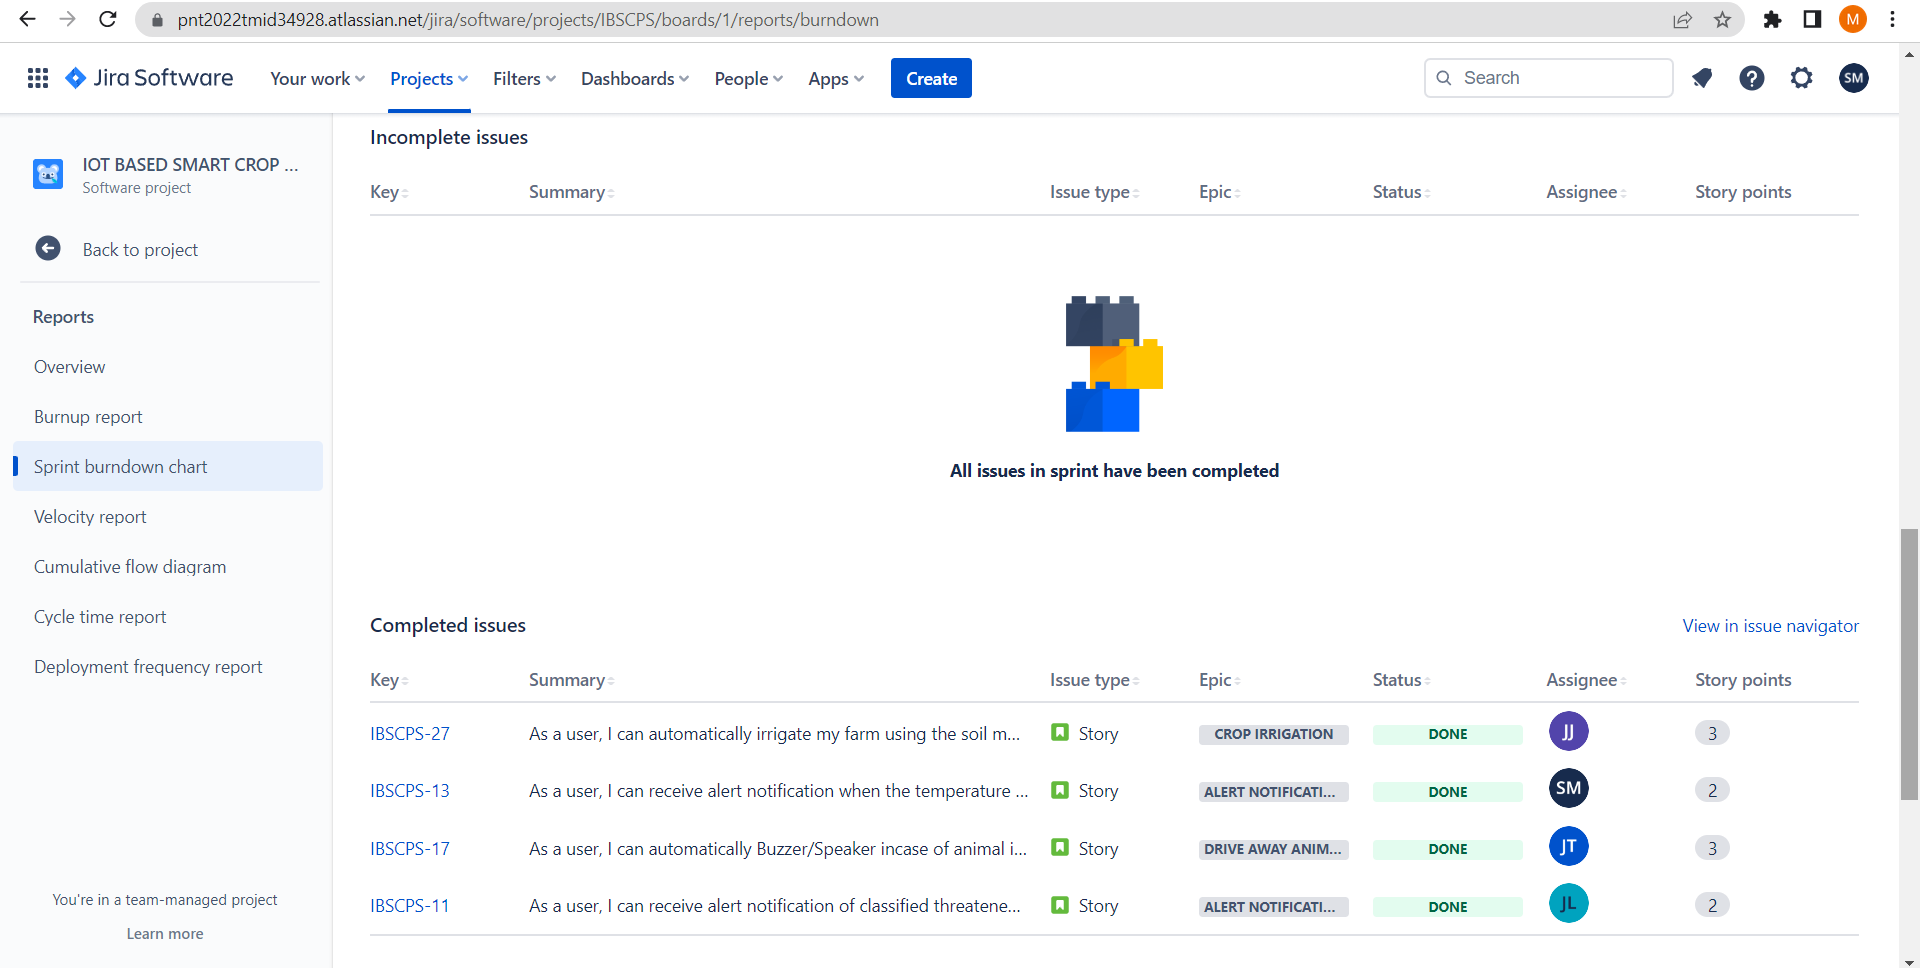 pnt2022tmid34928.atlassian.net/jira/software/projects/IBSCPS/boards/1/reports/burndown
M
Jira Software
Your work
Projects
Filters
Dashboards
People
Apps
Create
Search
SM
IOT BASED SMART CROP ...
Software project
Back to project
Reports
Overview
Burnup report
Sprint burndown chart
Velocity report
Cumulative flow diagram
Cycle time report
Deployment frequency report
You're in a team-managed project
Learn more
Incomplete issues
Key Summary Issue type Epic Status Assignee Story points
All issues in sprint have been completed
Completed issues
View in issue navigator
Key Summary Issue type Epic Status Assignee Story points
IBSCPS-27 As a user, I can automatically irrigate my farm using the soil m... Story CROP IRRIGATION DONE JJ 3
IBSCPS-13 As a user, I can receive alert notification when the temperature ... Story ALERT NOTIFICATI... DONE SM 2
IBSCPS-17 As a user, I can automatically Buzzer/Speaker incase of animal i... Story DRIVE AWAY ANIM... DONE JT 3
IBSCPS-11 As a user, I can receive alert notification of classified threatene... Story ALERT NOTIFICATI... DONE JL 2